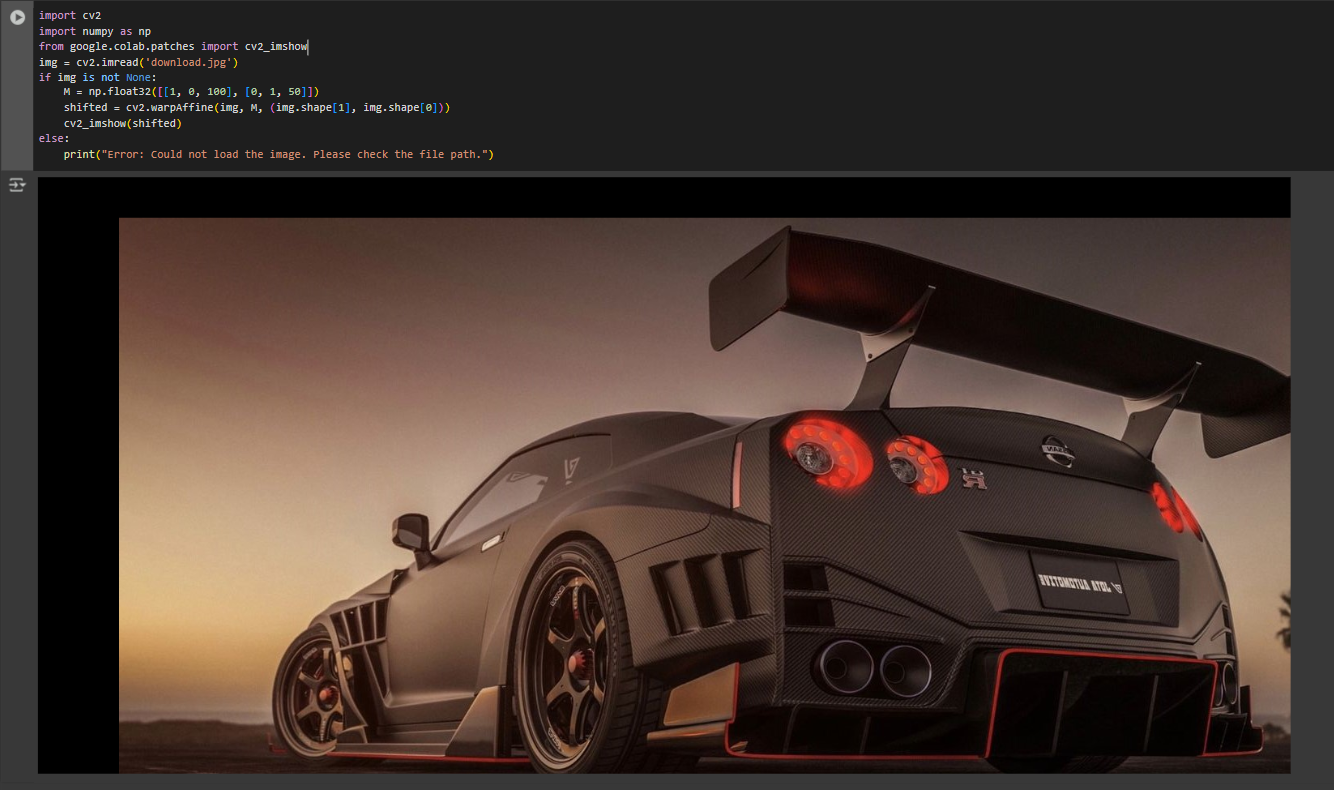 import cv2
import numpy as np
from google.colab.patches import cv2_imshow
img = cv2.imread('download.jpg')
if img is not None:
    M = np.float32([[1, 0, 100], [0, 1, 50]])
    shifted = cv2.warpAffine(img, M, (img.shape[1], img.shape[0]))
    cv2_imshow(shifted)
else:
    print("Error: Could not load the image. Please check the file path.")